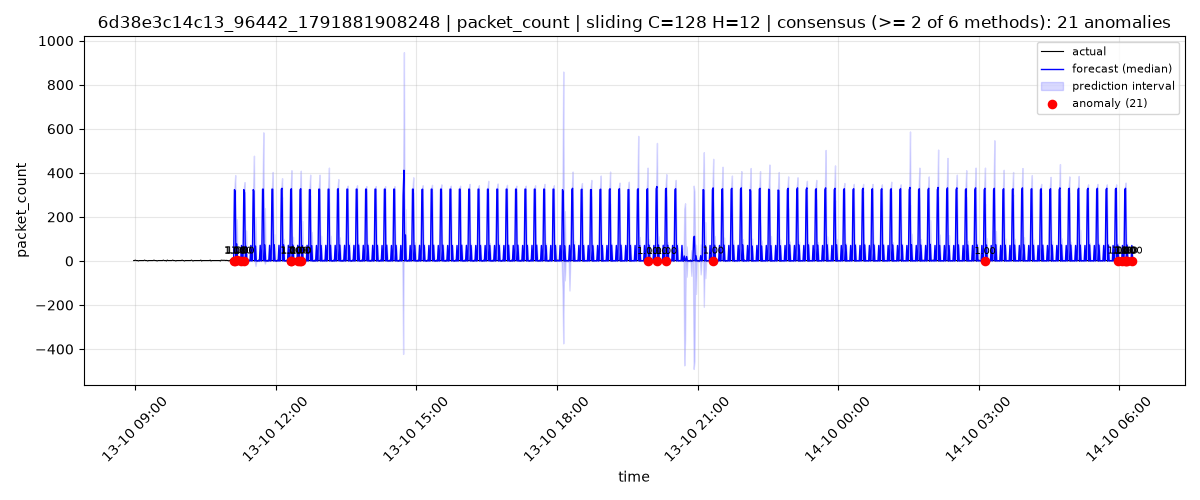 6d38e3c14c13_96442_1791881908248 | packet_count | sliding C=128 H=12 | consensus (>= 2 of 6 methods): 21 anomalies
1000
800
600
400
200
0
−200
−400
packet_count
actual
forecast (median)
prediction interval
anomaly (21)
13-10 09:00
13-10 12:00
13-10 15:00
13-10 18:00
13-10 21:00
14-10 00:00
14-10 03:00
14-10 06:00
time